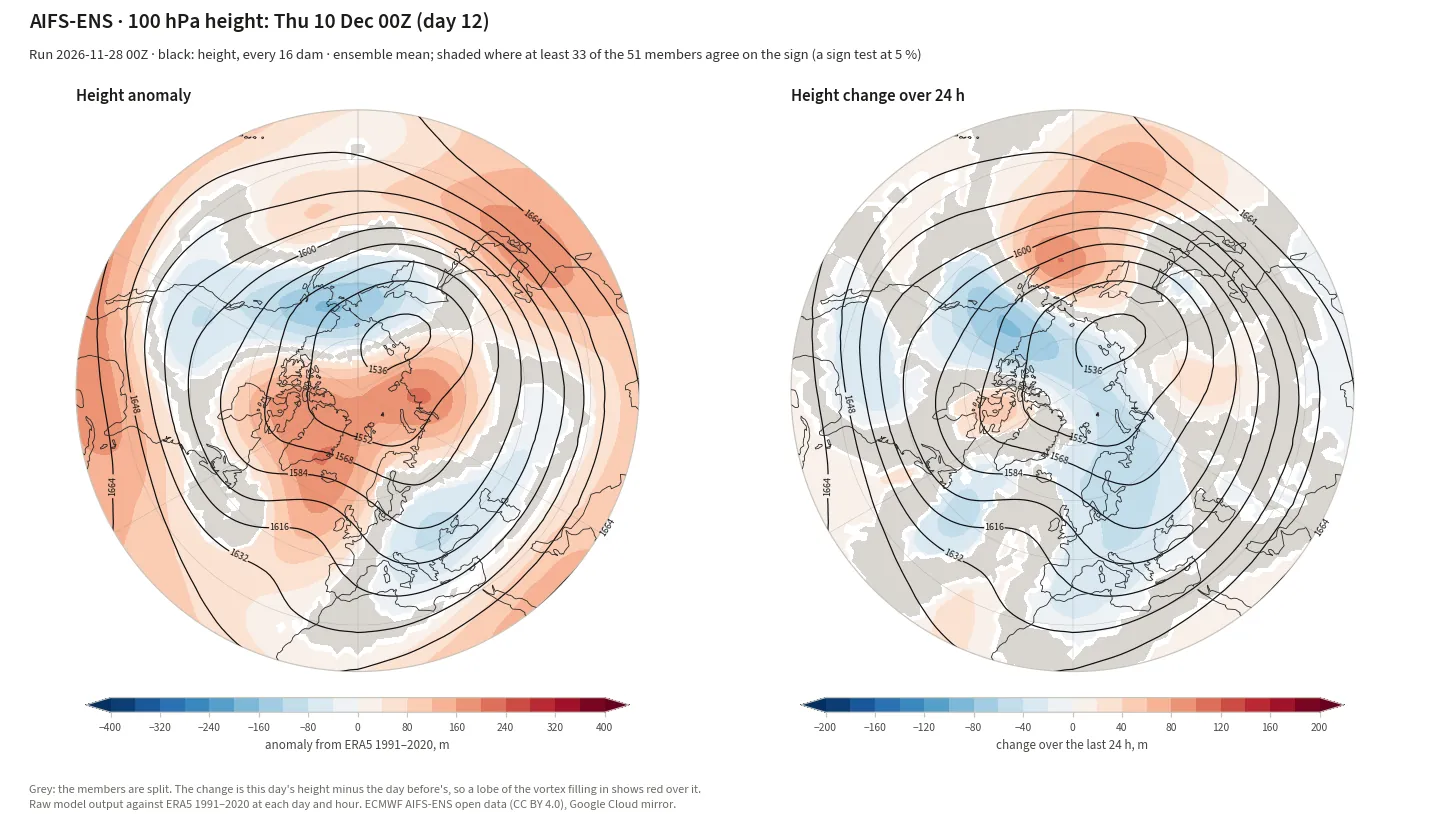 AIFS-ENS · 100 hPa height: Thu 10 Dec 00Z (day 12)
Run 2026-11-28 00Z · black: height, every 16 dam · ensemble mean; shaded where at least 33 of the 51 members agree on the sign (a sign test at 5 %)
Height anomaly
Height change over 24 h
1664
1600
1536
1648
1552
1568
1584
1664
1616
1632
1664
1664
1600
1536
1648
1552
1568
1584
1664
1616
1632
1664
−400 −320 −240 −160 −80 0 80 160 240 320 400
anomaly from ERA5 1991–2020, m
−200 −160 −120 −80 −40 0 40 80 120 160 200
change over the last 24 h, m
Grey: the members are split. The change is this day's height minus the day before's, so a lobe of the vortex filling in shows red over it.
Raw model output against ERA5 1991–2020 at each day and hour. ECMWF AIFS-ENS open data (CC BY 4.0), Google Cloud mirror.